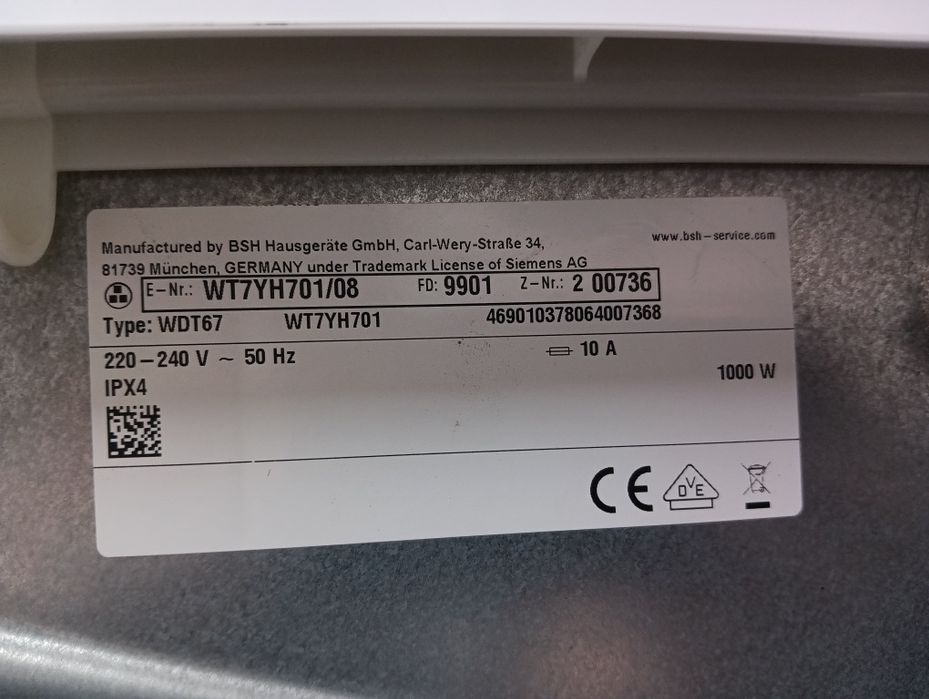 Manufactured by BSH Hausgeräte GmbH, Carl-Wery-Straße 34,
www.bsh-service.com
81739 München, GERMANY under Trademark License of Siemens AG
E-Nr.: WT7YH701/08 FD: 9901 Z-Nr.: 2 00736
Type: WDT67 WT7YH701 469010378064007368
220-240 V ~ 50 Hz 10 A
IPX4 1000 W
CE DVE